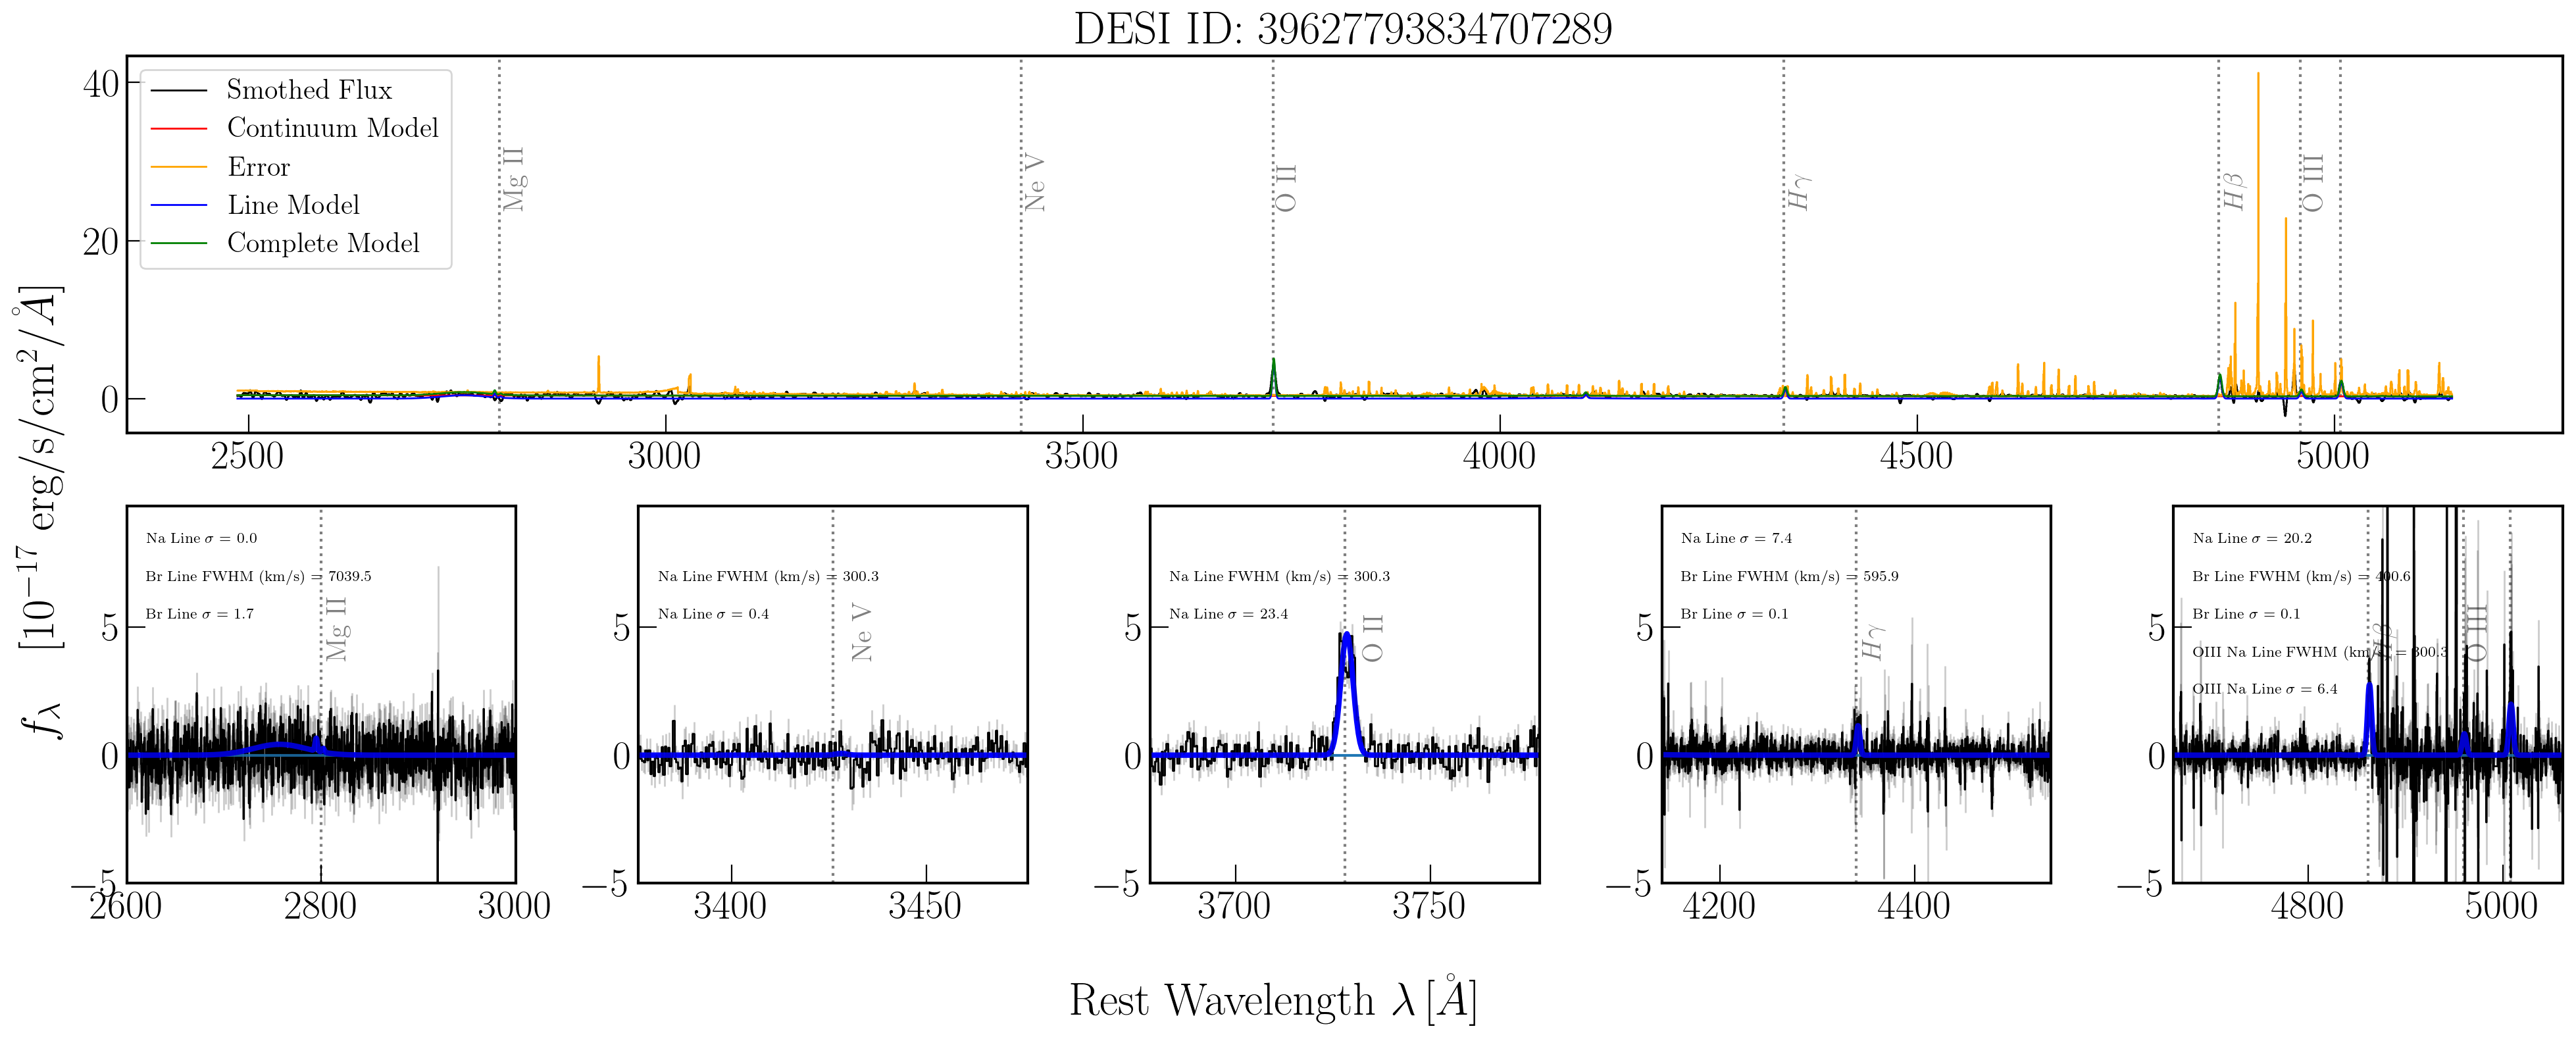 DESI ID: 39627793834707289
Smothed Flux
Continuum Model
Error
Line Model
Complete Model
Mg II
Ne V
O II
Hγ
Hβ
O III
40
20
0
2500
3000
3500
4000
4500
5000
f_λ [10⁻¹⁷ erg/s/cm²/Å]
Na Line σ = 0.0
Br Line FWHM (km/s) = 7039.5
Br Line σ = 1.7
Mg II
5
0
−5
2600
2800
3000
Na Line FWHM (km/s) = 300.3
Na Line σ = 0.4
Ne V
5
0
−5
3400
3450
Na Line FWHM (km/s) = 300.3
Na Line σ = 23.4
O II
5
0
−5
3700
3750
Na Line σ = 7.4
Br Line FWHM (km/s) = 595.9
Br Line σ = 0.1
Hγ
5
0
−5
4200
4400
Na Line σ = 20.2
Br Line FWHM (km/s) = 400.6
Br Line σ = 0.1
OIII Na Line FWHM (km/s) = 300.3
OIII Na Line σ = 6.4
Hβ
O III
5
0
−5
4800
5000
Rest Wavelength λ [Å]